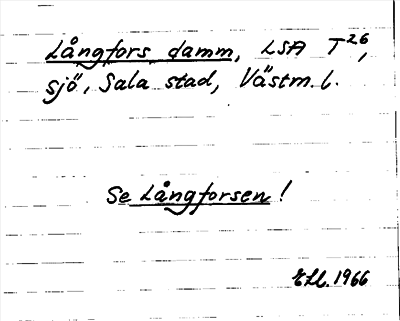 Långfors damm, LSA T26,
sjö, Sala stad, Västm. l.
Se Långforsen!
1966